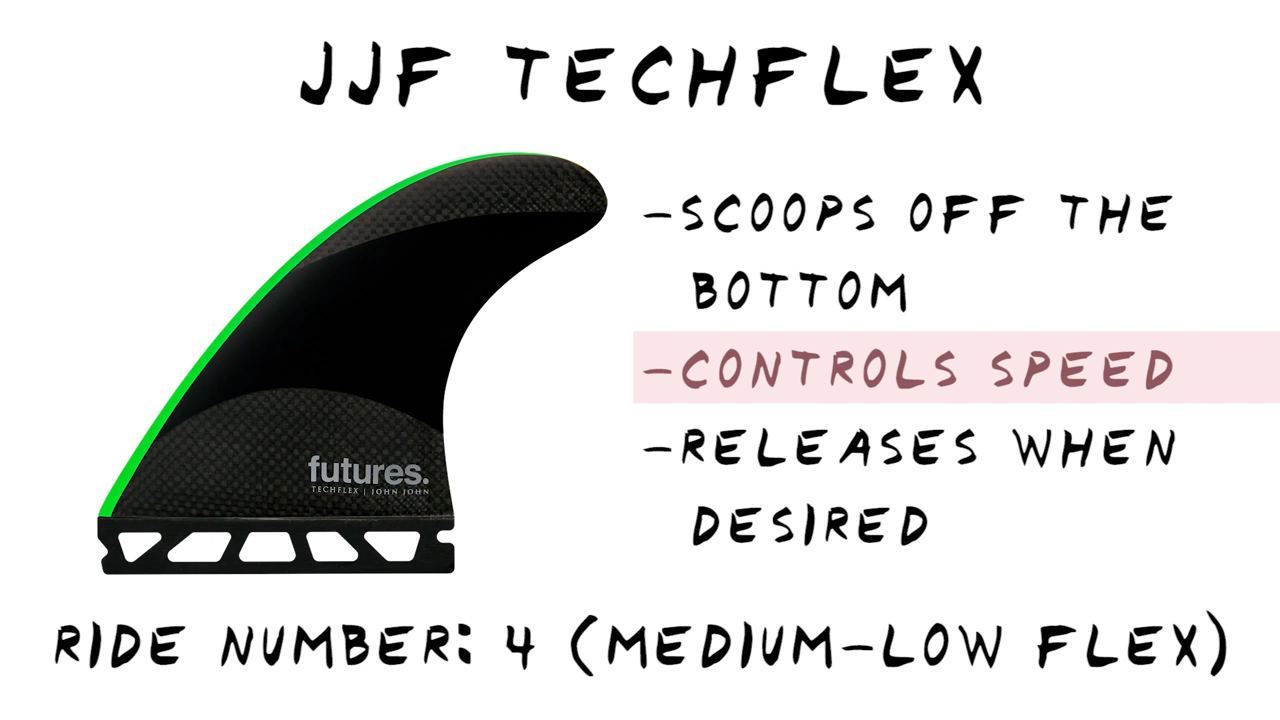 JJF TECHFLEX
-SCOOPS OFF THE
BOTTOM
-CONTROLS SPEED
-RELEASES WHEN
DESIRED
futures.
TECHFLEX | JOHN JOHN
RIDE NUMBER: 4 (MEDIUM-LOW FLEX)